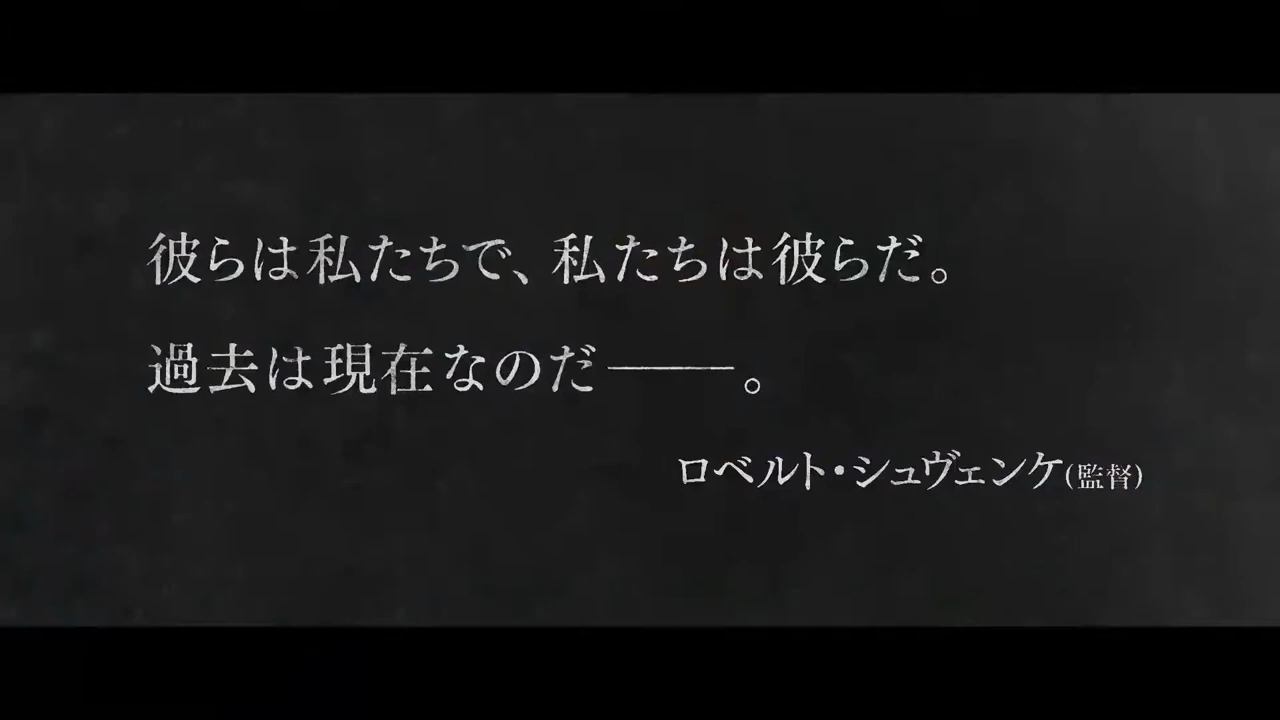 彼らは私たちで、私たちは彼らだ。
過去は現在なのだ———。
ロベルト・シュヴェンケ(監督)